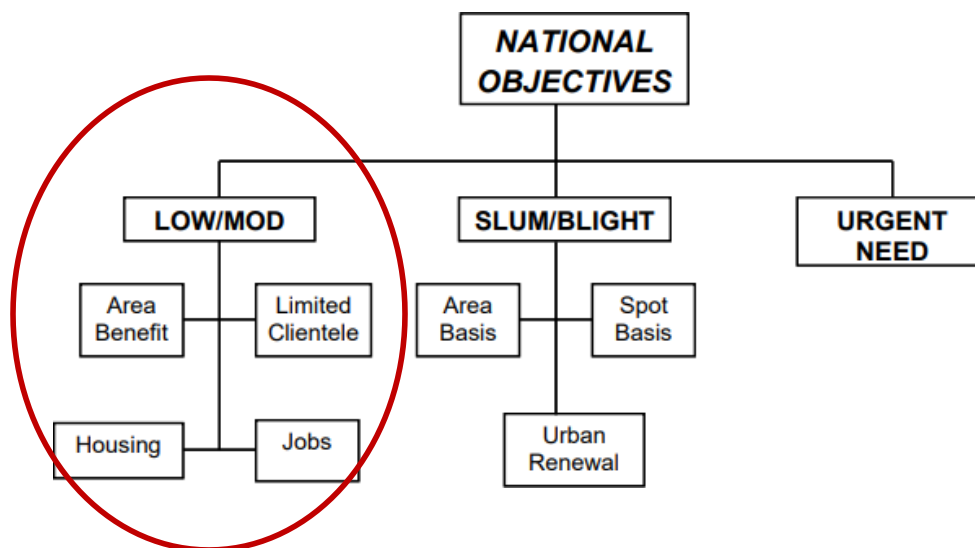 NATIONAL
OBJECTIVES
LOW/MOD
SLUM/BLIGHT
URGENT
NEED
Area
Benefit
Limited
Clientele
Area
Basis
Spot
Basis
Housing
Jobs
Urban
Renewal